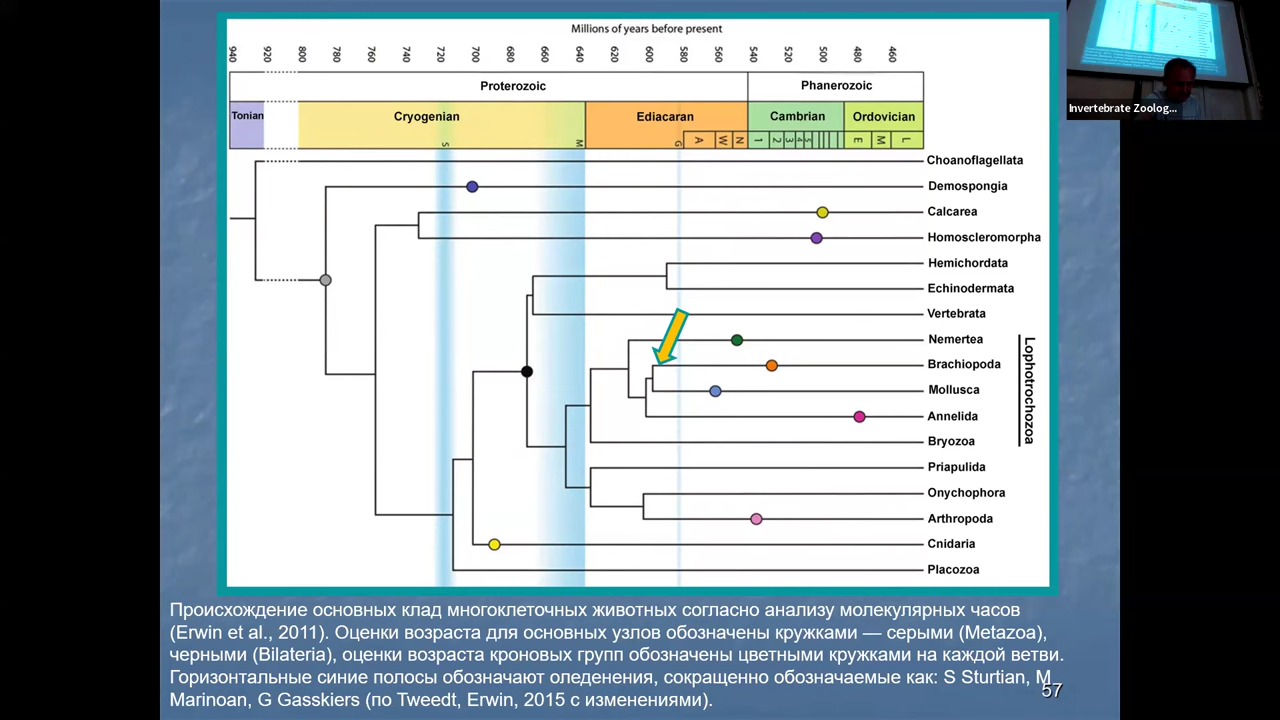 Millions of years before present
940 920 800 780 760 740 720 700 680 660 640 620 600 580 560 540 520 500 480 460
Proterozoic Phanerozoic
Tonian Cryogenian Ediacaran Cambrian Ordovician
S M G A W N 1 2 3 4 5 E M L
Choanoflagellata
Demospongia
Calcarea
Homoscleromorpha
Hemichordata
Echinodermata
Vertebrata
Nemertea
Brachiopoda
Mollusca
Annelida
Bryozoa
Lophotrochozoa
Priapulida
Onychophora
Arthropoda
Cnidaria
Placozoa
Происхождение основных клад многоклеточных животных согласно анализу молекулярных часов
(Erwin et al., 2011). Оценки возраста для основных узлов обозначены кружками — серыми (Metazoa),
черными (Bilateria), оценки возраста кроновых групп обозначены цветными кружками на каждой ветви.
Горизонтальные синие полосы обозначают оледенения, сокращенно обозначаемые как: S Sturtian, M
Marinoan, G Gasskiers (по Tweedt, Erwin, 2015 с изменениями).
57
Invertebrate Zoolog...